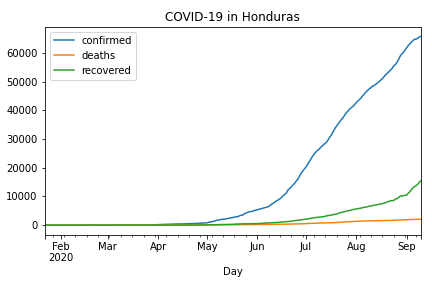 COVID-19 in Honduras
confirmed
deaths
recovered
60000
50000
40000
30000
20000
10000
0
Feb Mar Apr May Jun Jul Aug Sep
2020
Day